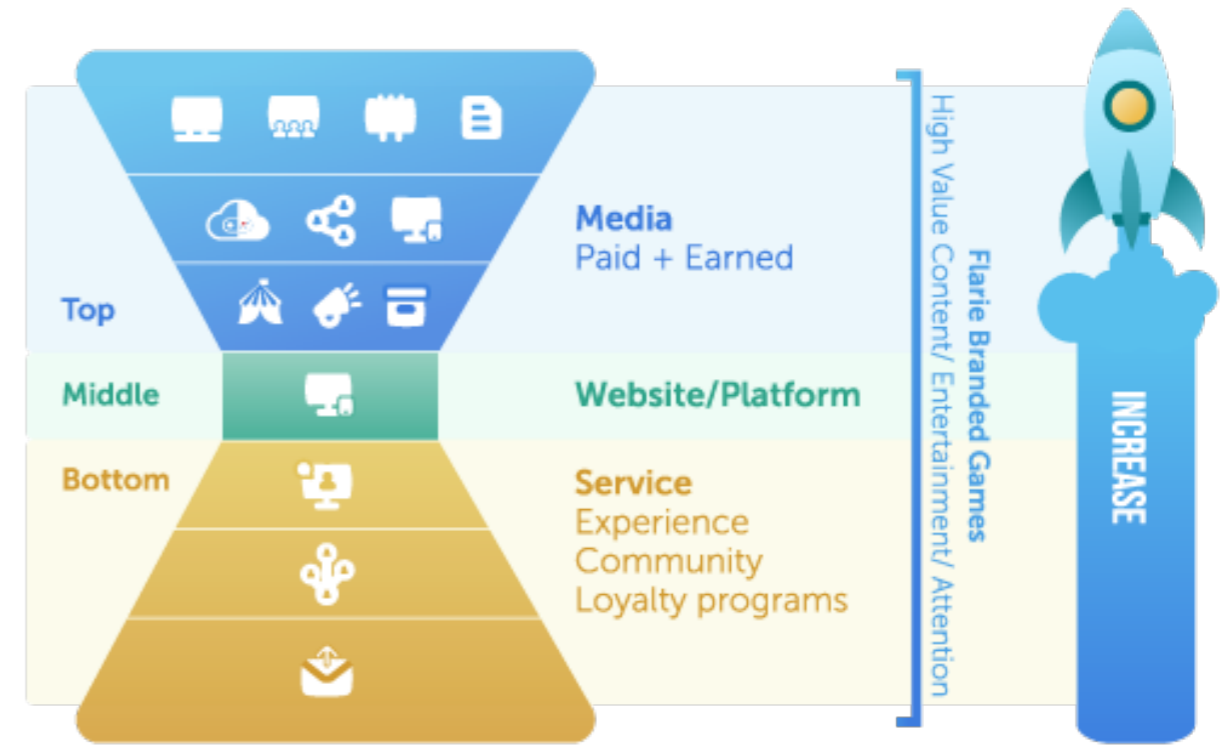 Top
Media
Paid + Earned
Middle
Website/Platform
Bottom
Service
Experience
Community
Loyalty programs
Flarie Branded Games
High Value Content/ Entertainment/ Attention
INCREASE